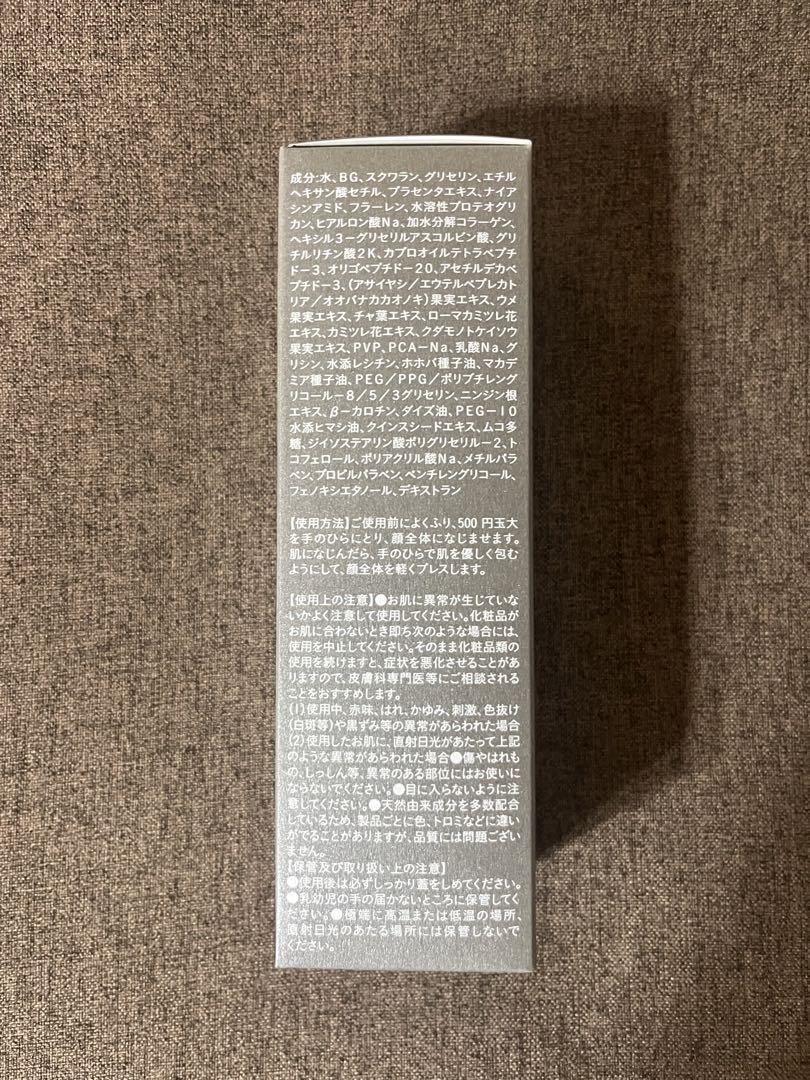 成分:水、BG、スクワラン、グリセリン、エチル
ヘキサン酸セチル、プラセンタエキス、ナイア
シンアミド、フラーレン、水溶性プロテオグリ
カン、ヒアルロン酸Na、加水分解コラーゲン、
ヘキシル3ーグリセリルアスコルビン酸、グリ
チルリチン酸2K、カプロオイルテトラペプチ
ドー3、オリゴペプチドー20、アセチルデカペ
プチドー3、(アサイヤシ/エウテルペプレカト
リア/オオバナカカオノキ)果実エキス、ウメ
果実エキス、チャ葉エキス、ローマカミツレ花
エキス、カミツレ花エキス、クダモノトケイソウ
果実エキス、PVP、PCAーNa、乳酸Na、グ
リシン、水添レシチン、ホホバ種子油、マカデ
ミア種子油、PEG/PPG/ポリブチレング
リコールー8/5/3グリセリン、ニンジン根
エキス、βーカロチン、ダイズ油、PEGー10
水添ヒマシ油、クインスシードエキス、ムコ多
糖、ジイソステアリン酸ポリグリセリルー2、ト
コフェロール、ポリアクリル酸Na、メチルパラ
ベン、プロピルパラベン、ペンチレングリコール、
フェノキシエタノール、デキストラン
【使用方法】ご使用前によくふり、500円玉大
を手のひらにとり、顔全体になじませます。
肌になじんだら、手のひらで肌を優しく包む
ようにして、顔全体を軽くプレスします。
【使用上の注意】●お肌に異常が生じていな
いかよく注意して使用してください。化粧品が
お肌に合わないとき即ち次のような場合には、
使用を中止してください。そのまま化粧品類の
使用を続けますと、症状を悪化させることがあ
りますので、皮膚科専門医等にご相談される
ことをおすすめします。
(1)使用中、赤味、はれ、かゆみ、刺激、色抜け
(白斑等)や黒ずみ等の異常があらわれた場合
(2)使用したお肌に、直射日光があたって上記
のような異常があらわれた場合●傷やはれも
の、しっしん等、異常のある部位にはお使いに
ならないでください。●目に入らないように注
意してください。●天然由来成分を多数配合
しているため、製品ごとに色、トロミなどに違い
がでることがありますが、品質には問題ござい
ません。
【保管及び取り扱い上の注意】
●使用後は必ずしっかり蓋をしめてください。
●乳幼児の手の届かないところに保管してく
ださい。●極端に高温または低温の場所、
直射日光のあたる場所には保管しないで
ください。